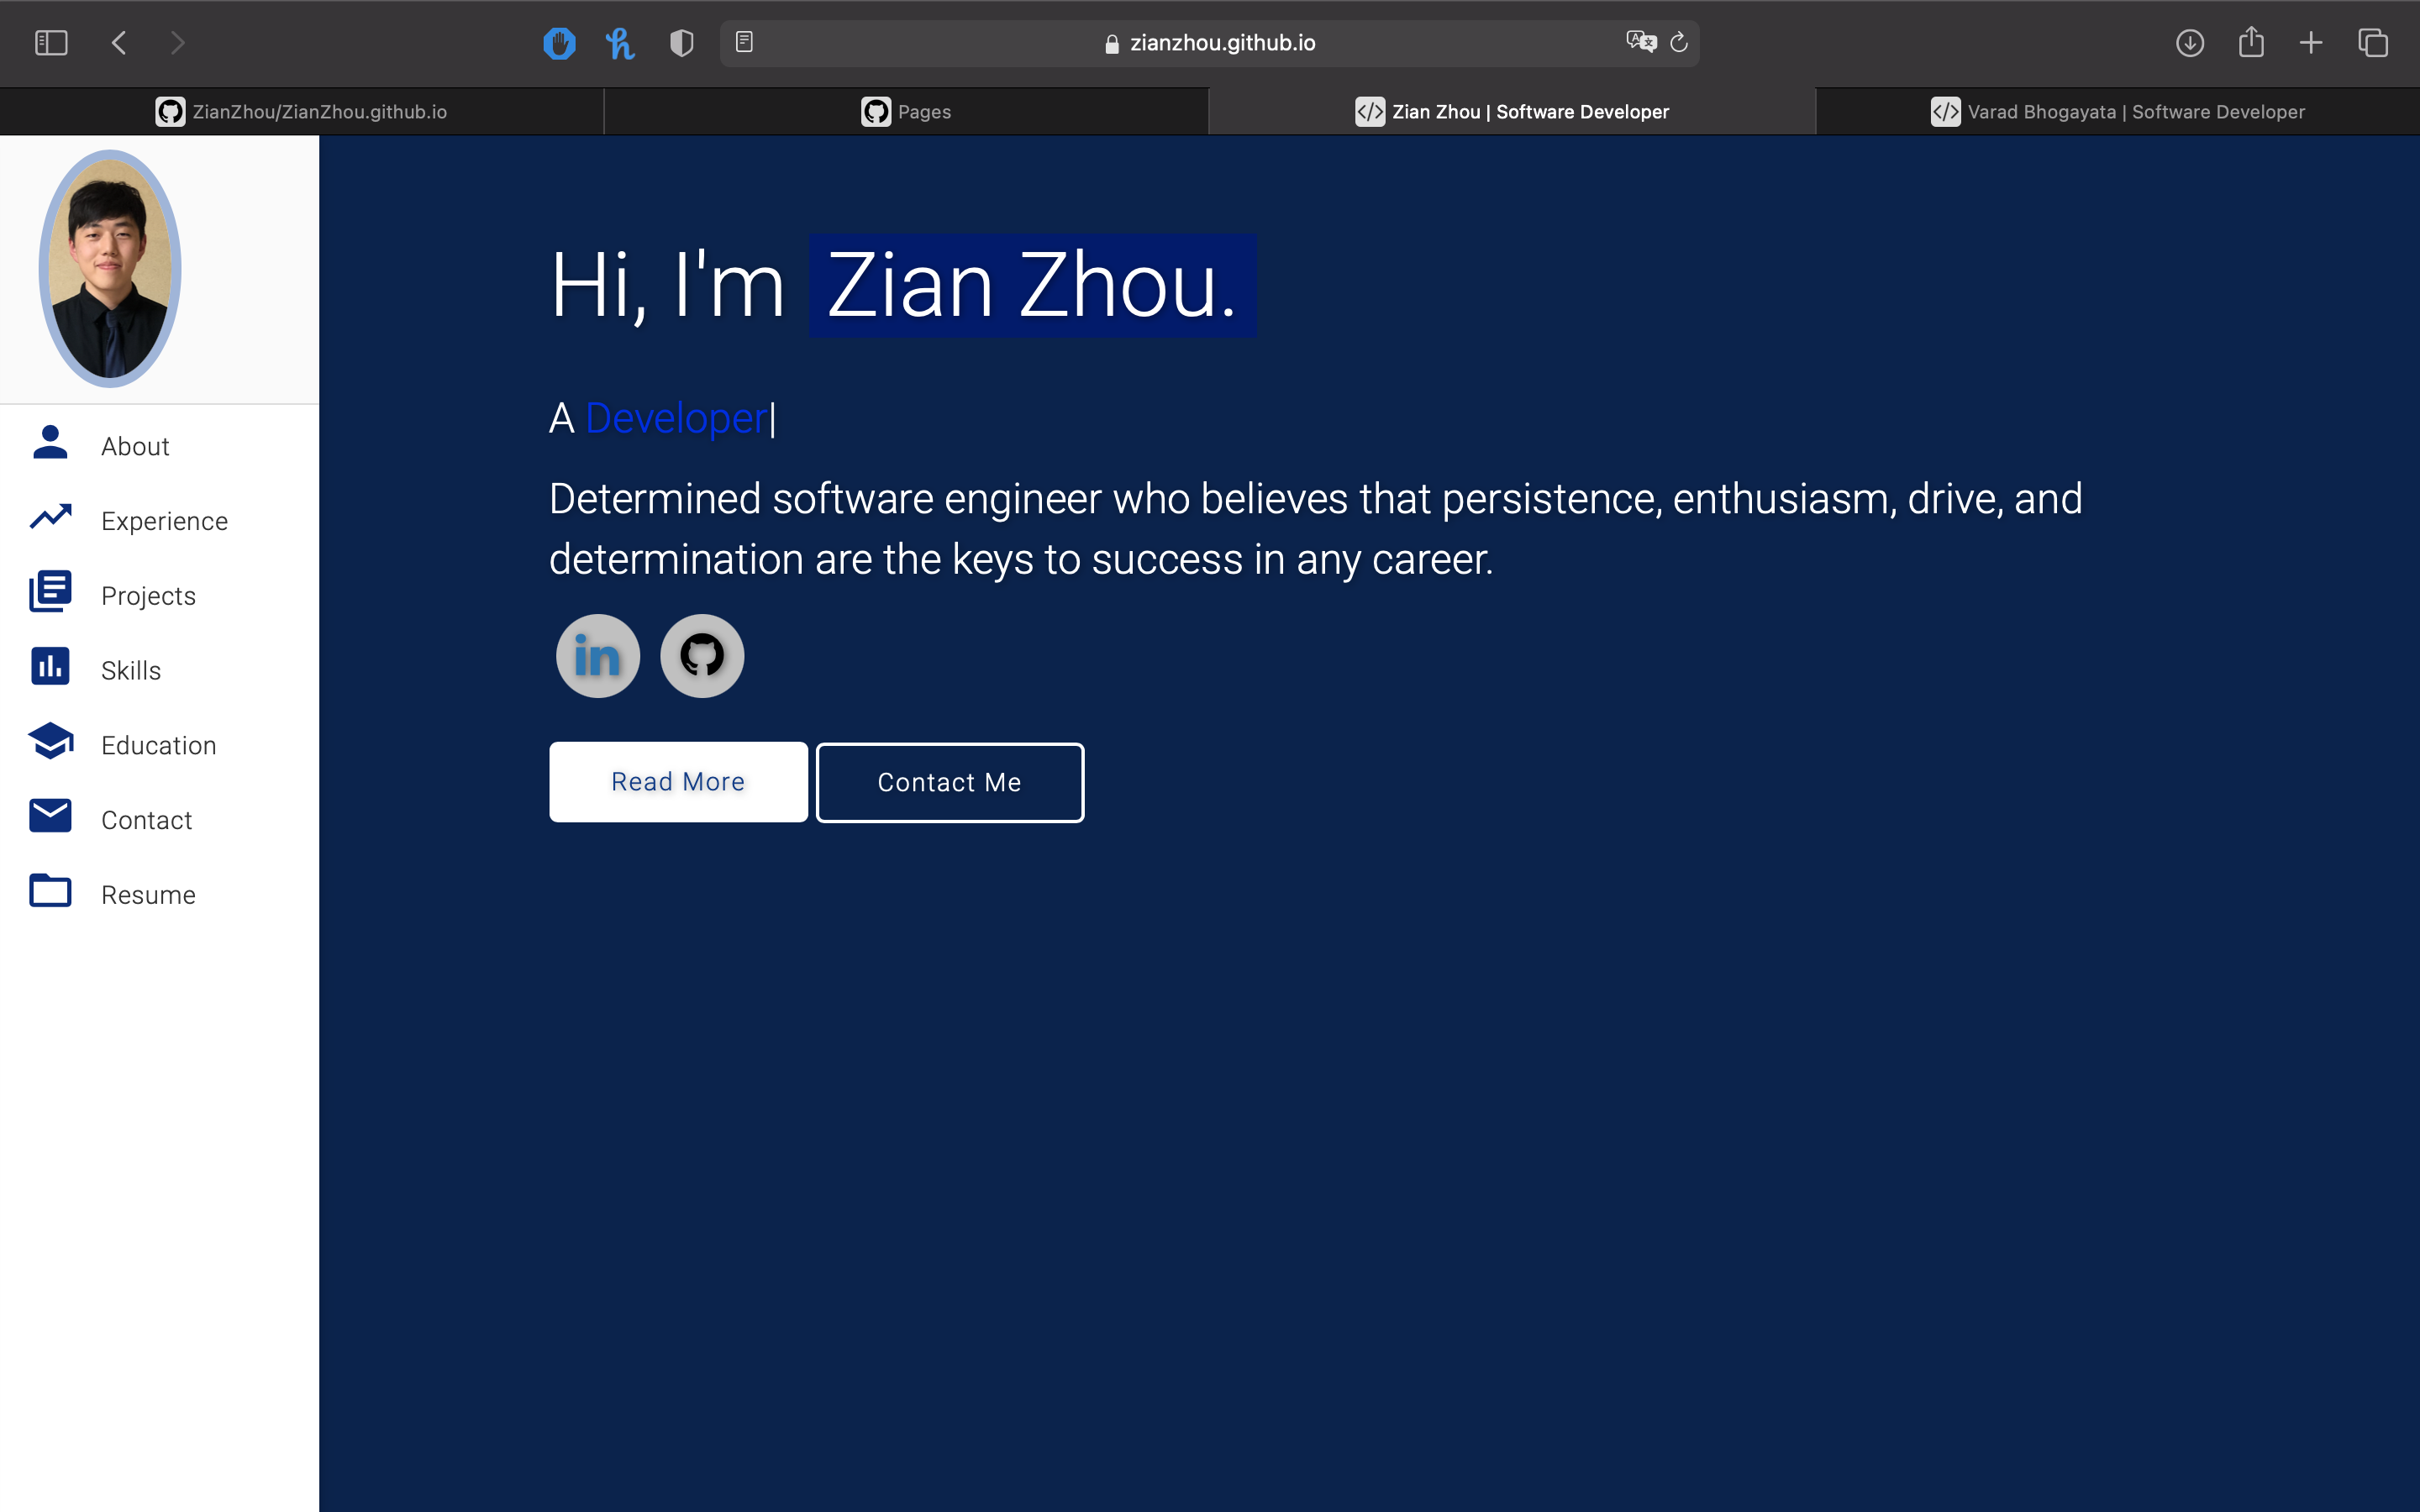 zianzhou.github.io
ZianZhou/ZianZhou.github.io
Pages
Zian Zhou | Software Developer
Varad Bhogayata | Software Developer
About
Experience
Projects
Skills
Education
Contact
Resume
Hi, I'm Zian Zhou.
A Developer|
Determined software engineer who believes that persistence, enthusiasm, drive, and
determination are the keys to success in any career.
in
Read More
Contact Me